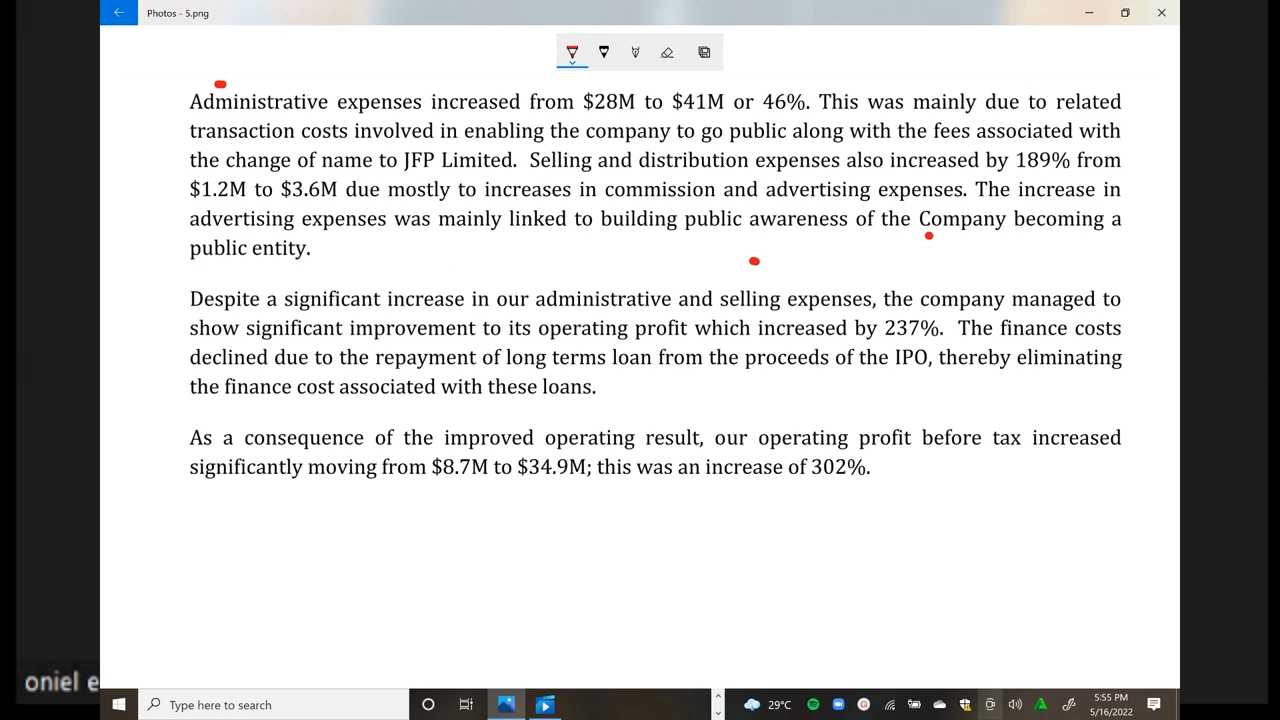 Photos - 5.png
Administrative expenses increased from $28M to $41M or 46%. This was mainly due to related
transaction costs involved in enabling the company to go public along with the fees associated with
the change of name to JFP Limited. Selling and distribution expenses also increased by 189% from
$1.2M to $3.6M due mostly to increases in commission and advertising expenses. The increase in
advertising expenses was mainly linked to building public awareness of the Company becoming a
public entity.
Despite a significant increase in our administrative and selling expenses, the company managed to
show significant improvement to its operating profit which increased by 237%. The finance costs
declined due to the repayment of long terms loan from the proceeds of the IPO, thereby eliminating
the finance cost associated with these loans.
As a consequence of the improved operating result, our operating profit before tax increased
significantly moving from $8.7M to $34.9M; this was an increase of 302%.
oniel e
Type here to search
29°C
5:55 PM
5/16/2022